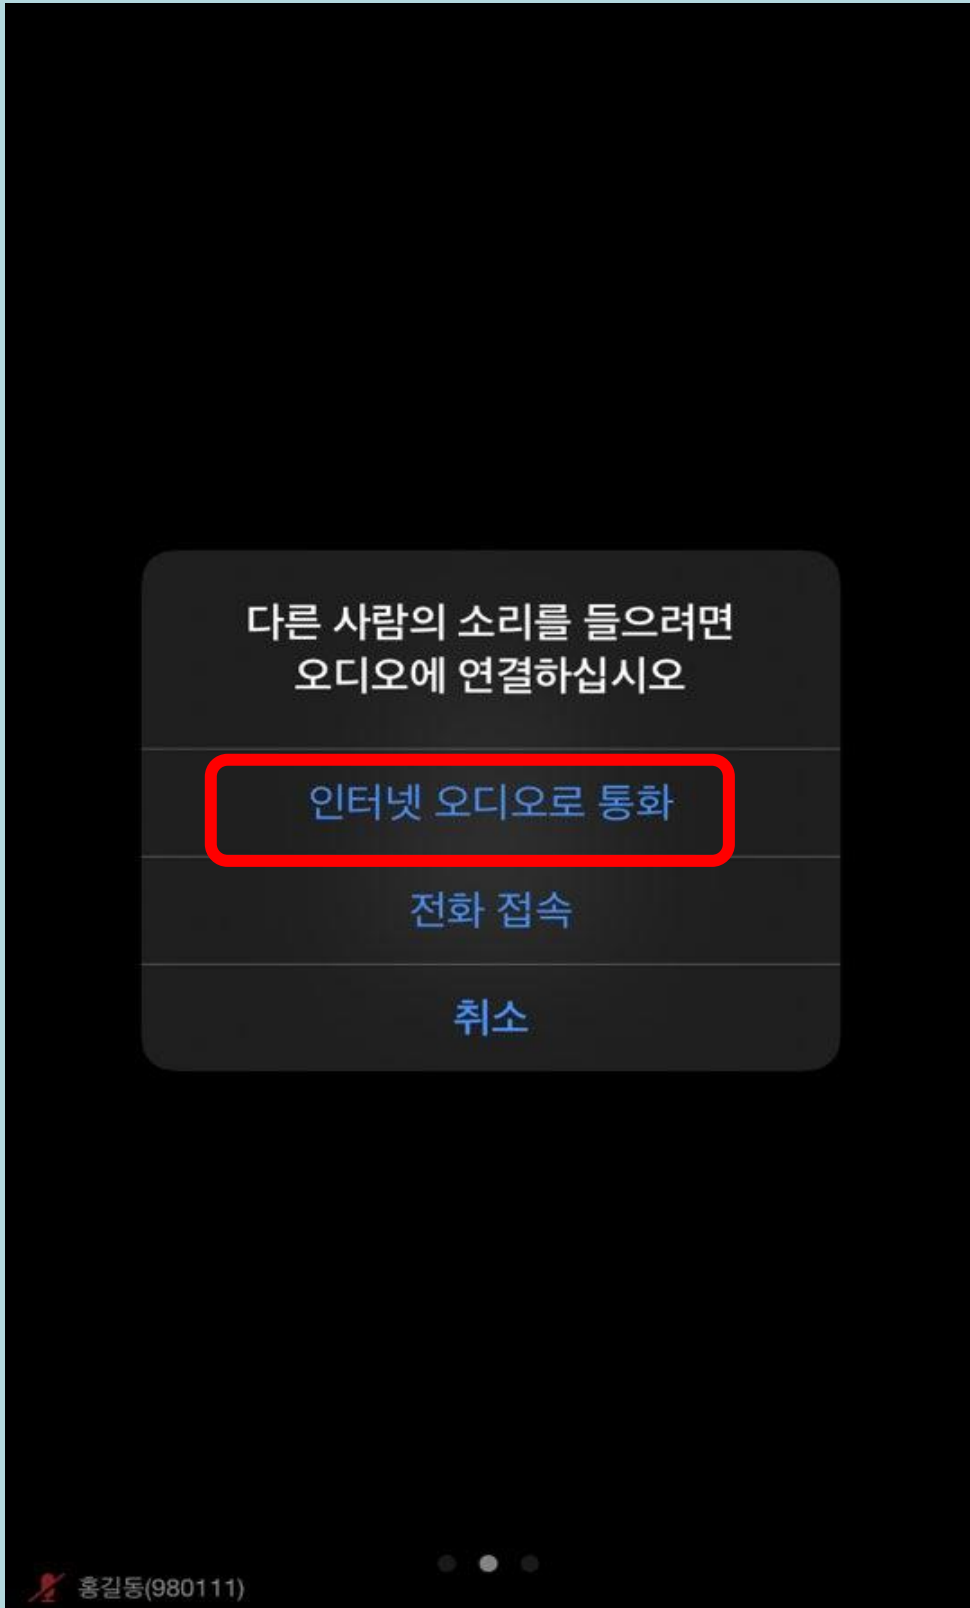 다른 사람의 소리를 들으려면
오디오에 연결하십시오
인터넷 오디오로 통화
전화 접속
취소
홍길동(980111)